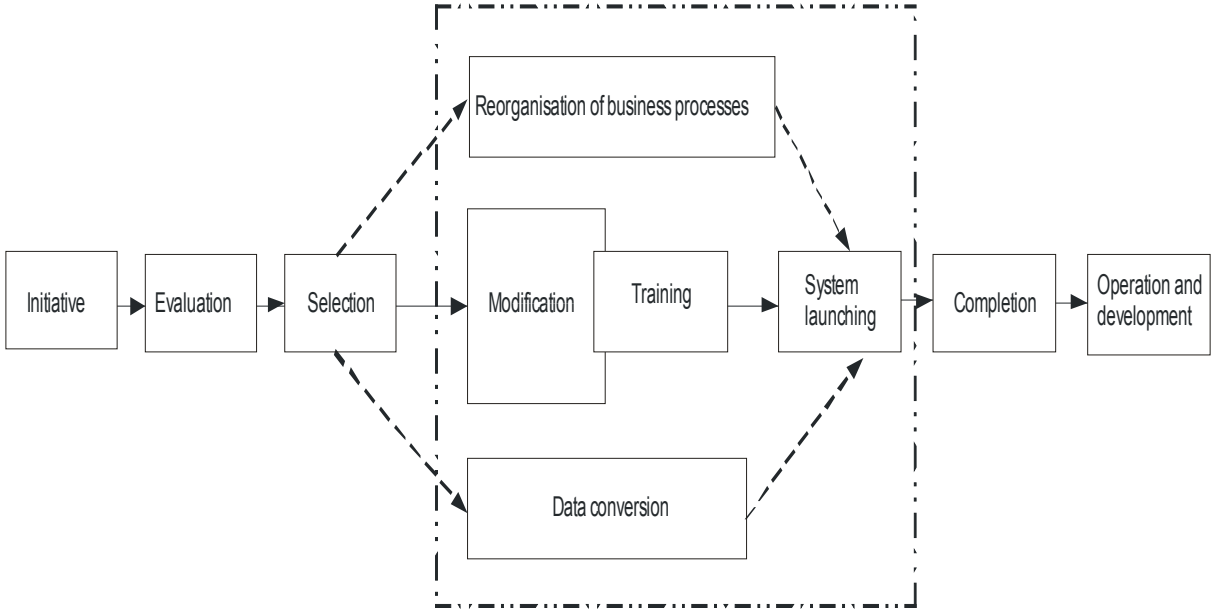 Reorganisation of business processes
Initiative
Evaluation
Selection
Modification
Training
System
launching
Completion
Operation and
development
Data conversion